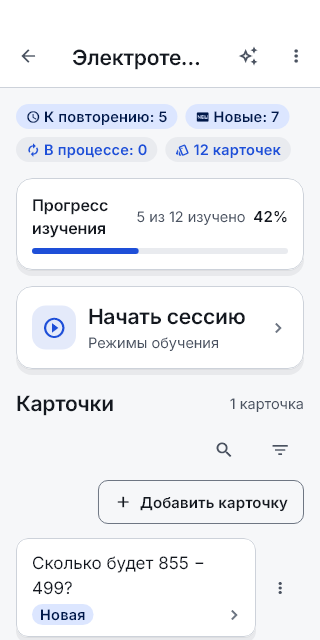 Электроте...
К повторению: 5
NEW Новые: 7
В процессе: 0
12 карточек
Прогресс изучения
5 из 12 изучено 42%
Начать сессию
Режимы обучения
Карточки
1 карточка
+ Добавить карточку
Сколько будет 855 −
499?
Новая